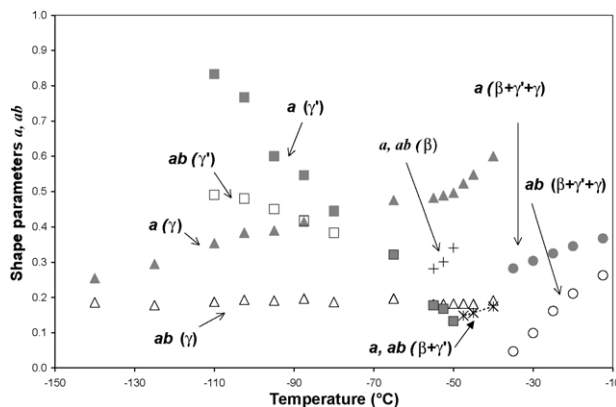 1.0
0.9
0.8
0.7
0.6
0.5
0.4
0.3
0.2
0.1
0.0
Shape parameters a, ab
a (γ')
a (β+γ'+γ)
ab (γ')
a, ab (β)
ab (β+γ'+γ)
a (γ)
ab (γ)
a, ab (β+γ')
-150 -130 -110 -90 -70 -50 -30 -10
Temperature (°C)